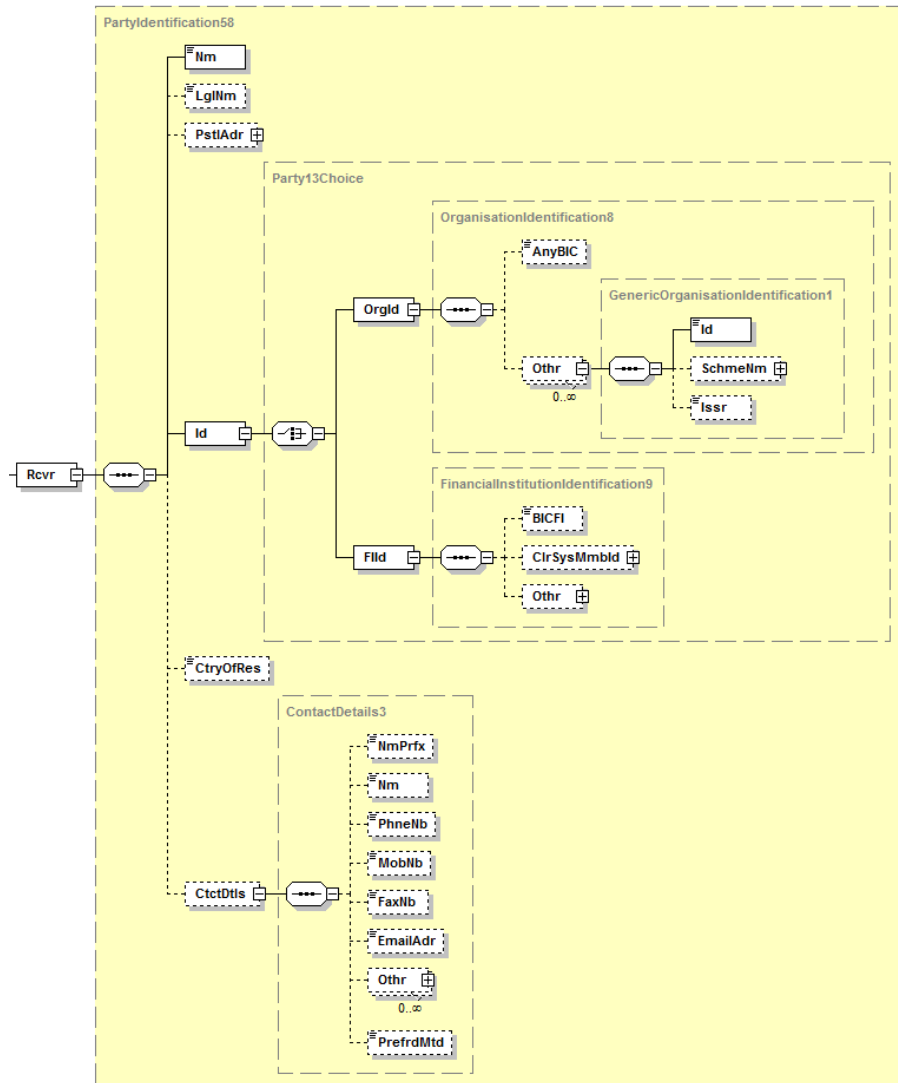 PartyIdentification58
Nm
LglNm
PstlAdr
Party13Choice
OrganisationIdentification8
AnyBIC
GenericOrganisationIdentification1
OrgId
Id
Othr
SchmeNm
0..∞
Issr
Id
Rcvr
FinancialInstitutionIdentification9
BICFI
FIId
ClrSysMmbId
Othr
CtryOfRes
ContactDetails3
NmPrfx
Nm
PhneNb
MobNb
CtctDtls
FaxNb
EmailAdr
Othr
0..∞
PrefrdMtd